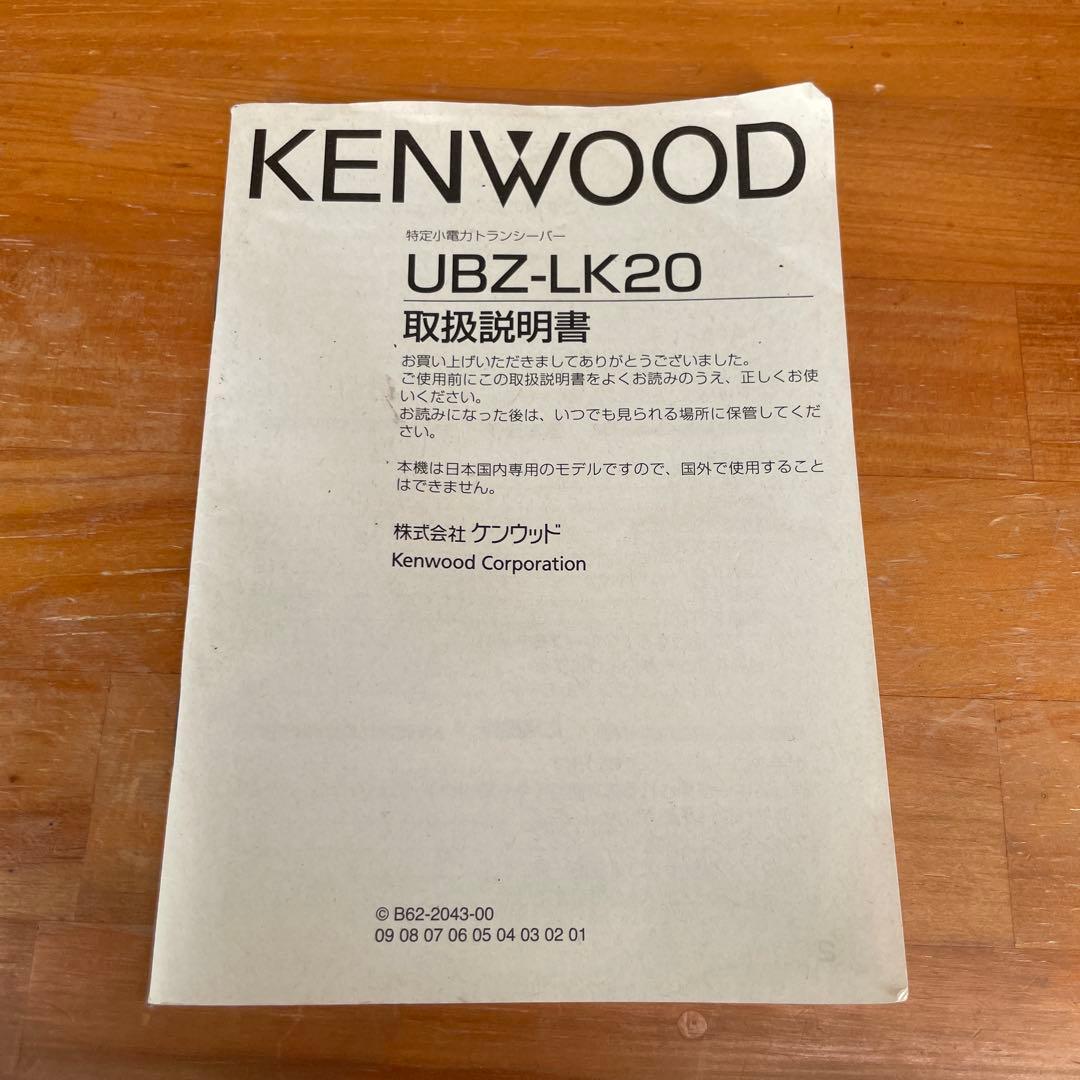 KENWOOD
特定小電力トランシーバー
UBZ-LK20
取扱説明書
お買い上げいただきましてありがとうございました。
ご使用前にこの取扱説明書をよくお読みのうえ、正しくお使
いください。
お読みになった後は、いつでも見られる場所に保管してくだ
さい。
本機は日本国内専用のモデルですので、国外で使用すること
はできません。
株式会社 ケンウッド
Kenwood Corporation
© B62-2043-00
09 08 07 06 05 04 03 02 01